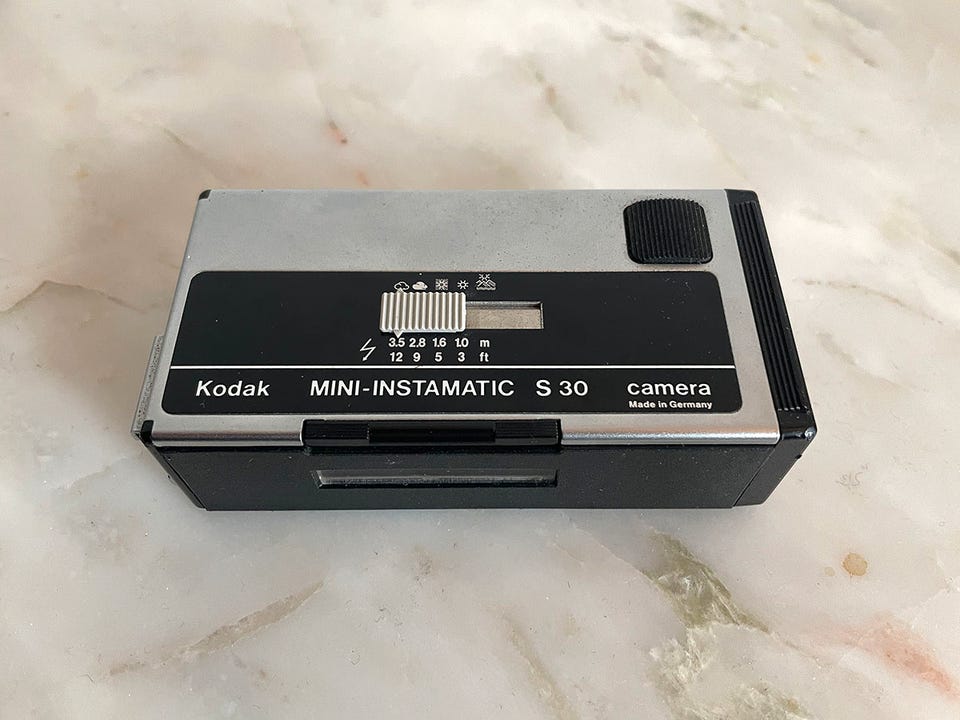 3.5 2.8 1.6 1.0 m
12 9 5 3 ft
Kodak MINI-INSTAMATIC S 30 camera
Made in Germany